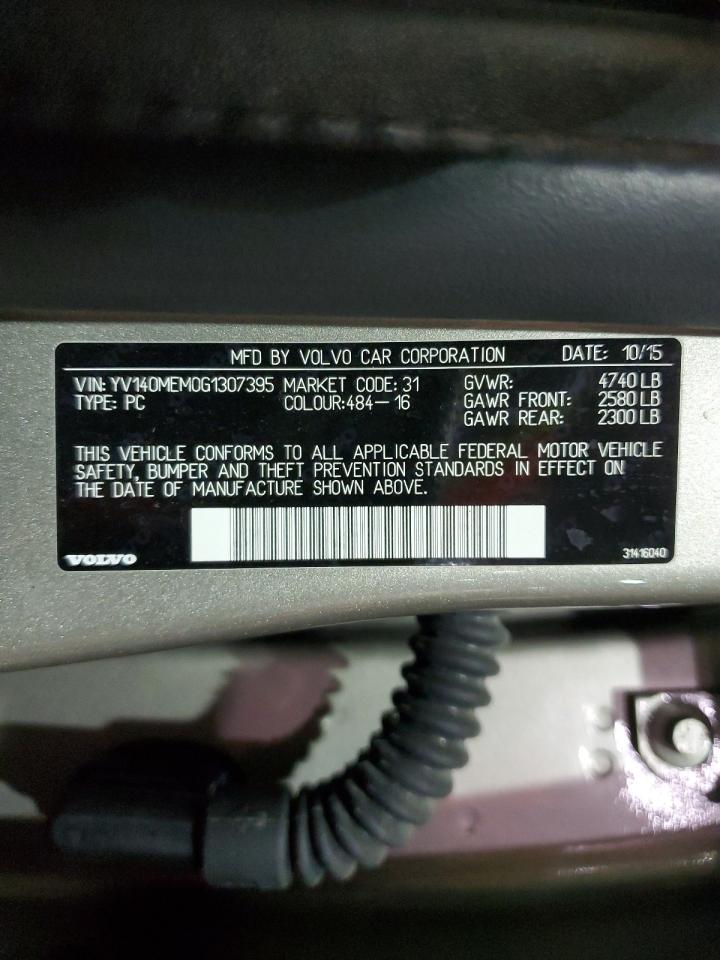 MFD BY VOLVO CAR CORPORATION DATE: 10/15
VIN: YV140MEM0G1307395 MARKET CODE: 31 GVWR: 4740 LB
TYPE: PC COLOUR:484-16 GAWR FRONT: 2580 LB
GAWR REAR: 2300 LB
THIS VEHICLE CONFORMS TO ALL APPLICABLE FEDERAL MOTOR VEHICLE
SAFETY, BUMPER AND THEFT PREVENTION STANDARDS IN EFFECT ON
THE DATE OF MANUFACTURE SHOWN ABOVE.
VOLVO 31416040